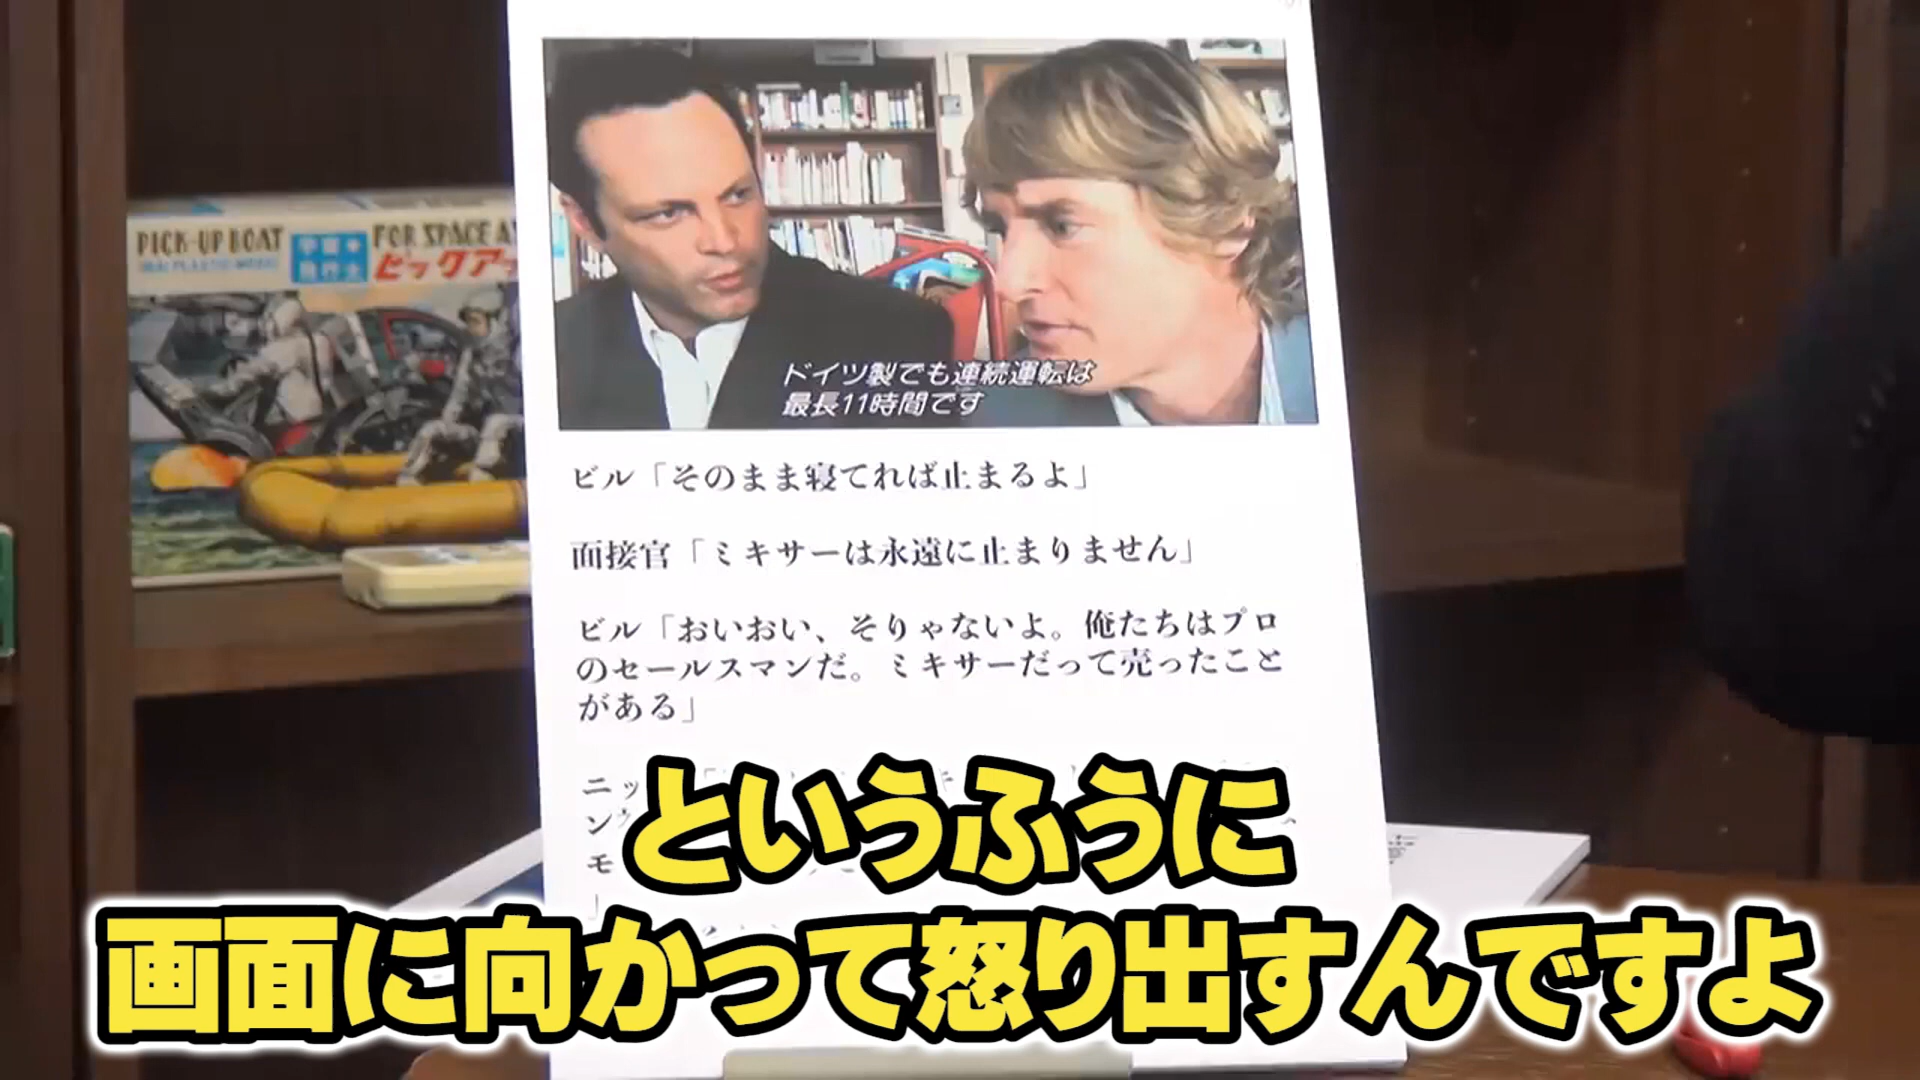 PICK-UP BOAT
FOR SPACE
ドイツ製でも連続運転は
最長11時間です
ビル「そのまま寝てれば止まるよ」
面接官「ミキサーは永遠に止まりません」
ビル「おいおい、そりゃないよ。俺たちはプロ
のセールスマンだ。ミキサーだって売ったこと
がある」
というふうに
画面に向かって怒り出すんですよ